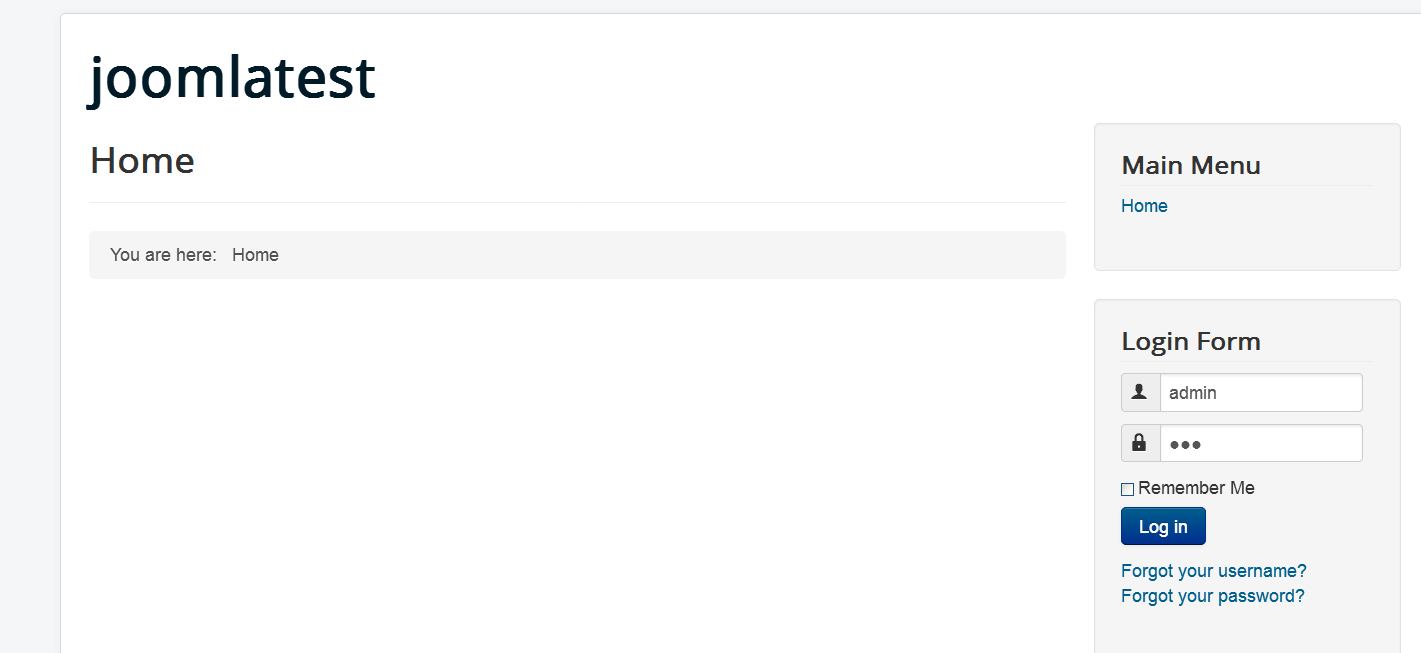 joomlatest
Home
You are here: Home
Main Menu
Home
Login Form
admin
●●●
Remember Me
Log in
Forgot your username?
Forgot your password?